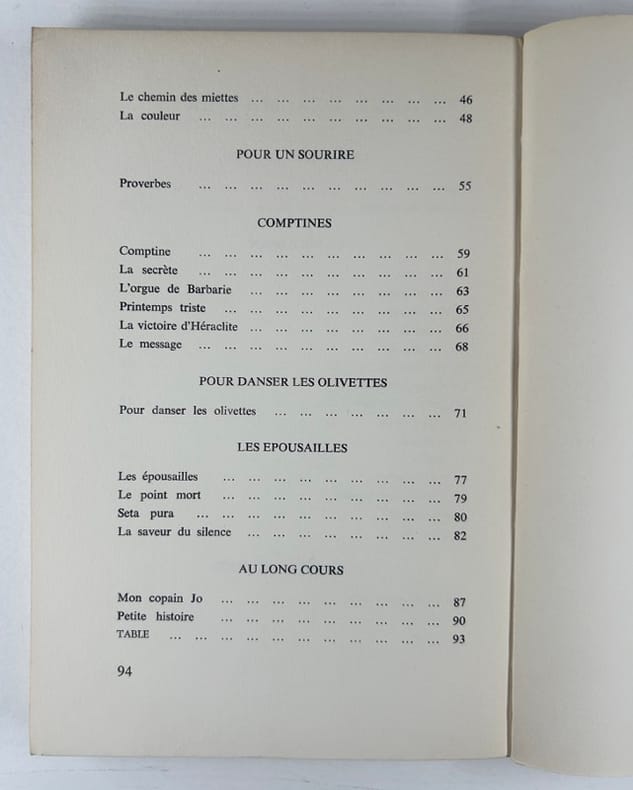 Le chemin des miettes ... ... ... ... ... ... ... ... 46
La couleur ... ... ... ... ... ... ... ... ... ... 48
POUR UN SOURIRE
Proverbes ... ... ... ... ... ... ... ... ... ... 55
COMPTINES
Comptine ... ... ... ... ... ... ... ... ... ... 59
La secrète ... ... ... ... ... ... ... ... ... ... 61
L'orgue de Barbarie ... ... ... ... ... ... ... ... 63
Printemps triste ... ... ... ... ... ... ... ... ... 65
La victoire d'Héraclite ... ... ... ... ... ... ... ... 66
Le message ... ... ... ... ... ... ... ... ... ... 68
POUR DANSER LES OLIVETTES
Pour danser les olivettes ... ... ... ... ... ... ... 71
LES EPOUSAILLES
Les épousailles ... ... ... ... ... ... ... ... ... 77
Le point mort ... ... ... ... ... ... ... ... ... 79
Seta pura ... ... ... ... ... ... ... ... ... ... 80
La saveur du silence ... ... ... ... ... ... ... ... 82
AU LONG COURS
Mon copain Jo ... ... ... ... ... ... ... ... ... 87
Petite histoire ... ... ... ... ... ... ... ... ... 90
TABLE ... ... ... ... ... ... ... ... ... ... ... 93
94